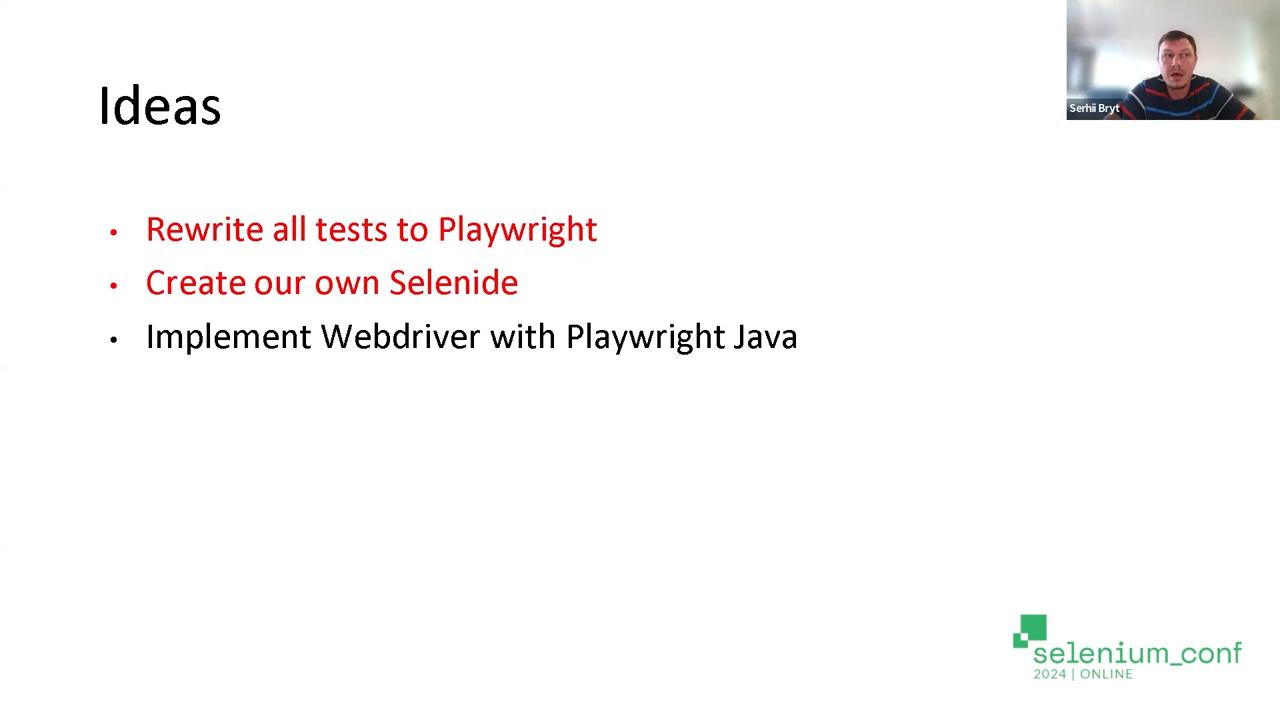 Ideas
Serhii Bryt
• Rewrite all tests to Playwright
• Create our own Selenide
• Implement Webdriver with Playwright Java
selenium_conf
2024 | ONLINE